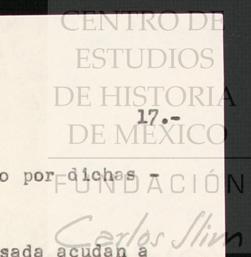 CENTRO DE
ESTUDIOS
DE HISTORIA
17.-
DE MÉXICO
o por dichas -
FUNDACIÓN
Carlos Slim
sada acudan a